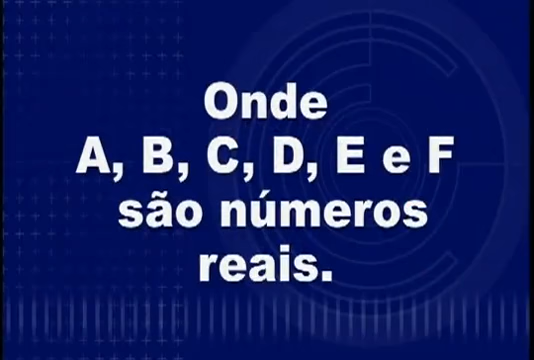 Onde
A, B, C, D, E e F
são números
reais.